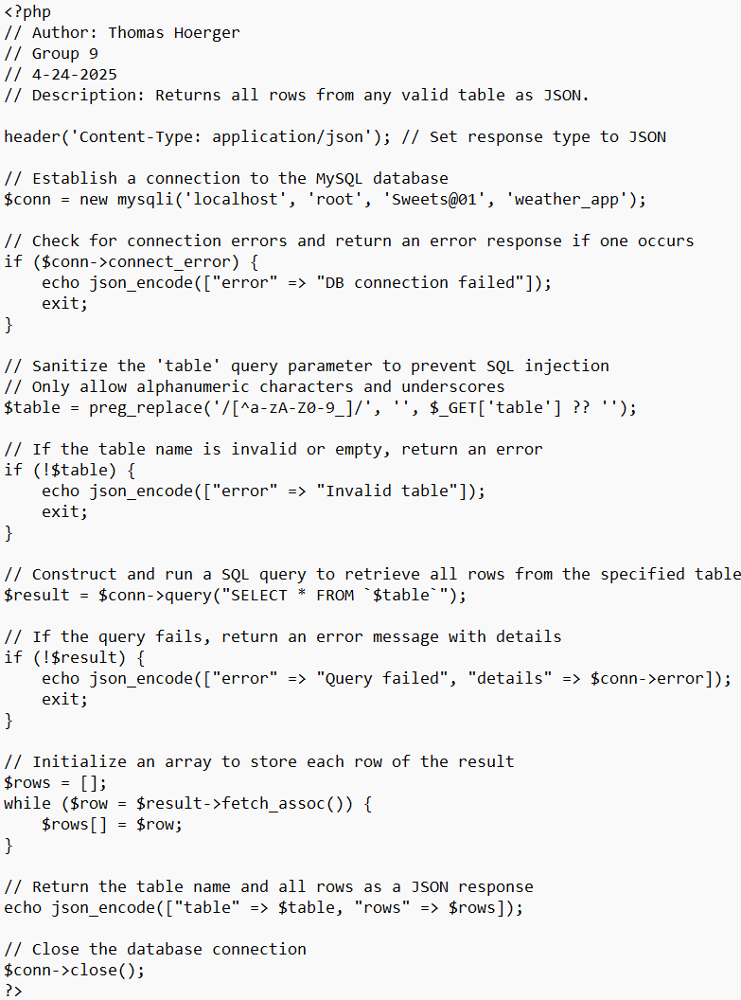 <?php
// Author: Thomas Hoerger
// Group 9
// 4-24-2025
// Description: Returns all rows from any valid table as JSON.
header('Content-Type: application/json'); // Set response type to JSON
// Establish a connection to the MySQL database
$conn = new mysqli('localhost', 'root', 'Sweets@01', 'weather_app');
// Check for connection errors and return an error response if one occurs
if ($conn->connect_error) {
    echo json_encode(["error" => "DB connection failed"]);
    exit;
}
// Sanitize the 'table' query parameter to prevent SQL injection
// Only allow alphanumeric characters and underscores
$table = preg_replace('/[^a-zA-Z0-9_]/', '', $_GET['table'] ?? '');
// If the table name is invalid or empty, return an error
if (!$table) {
    echo json_encode(["error" => "Invalid table"]);
    exit;
}
// Construct and run a SQL query to retrieve all rows from the specified table
$result = $conn->query("SELECT * FROM `$table`");
// If the query fails, return an error message with details
if (!$result) {
    echo json_encode(["error" => "Query failed", "details" => $conn->error]);
    exit;
}
// Initialize an array to store each row of the result
$rows = [];
while ($row = $result->fetch_assoc()) {
    $rows[] = $row;
}
// Return the table name and all rows as a JSON response
echo json_encode(["table" => $table, "rows" => $rows]);
// Close the database connection
$conn->close();
?>